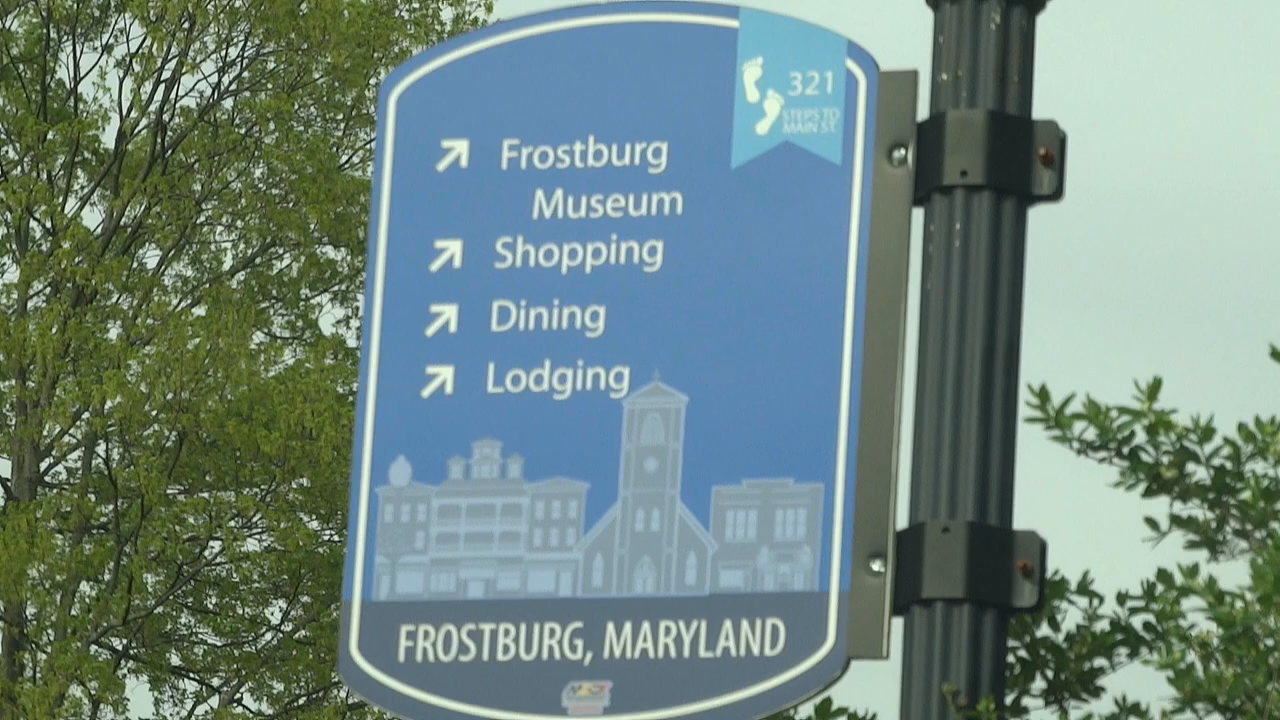 321
STEPS TO
MAIN ST.
Frostburg
Museum
Shopping
Dining
Lodging
FROSTBURG, MARYLAND